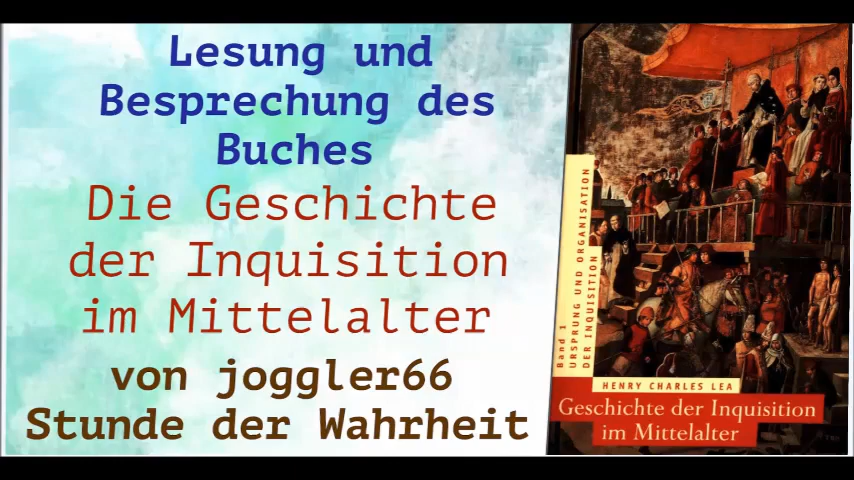 Lesung und
Besprechung des
Buches
Die Geschichte
der Inquisition
im Mittelalter
von joggler66
Stunde der Wahrheit
Band 1
URSPRUNG UND ORGANISATION
DER INQUISITION
HENRY CHARLES LEA
Geschichte der Inquisition
im Mittelalter